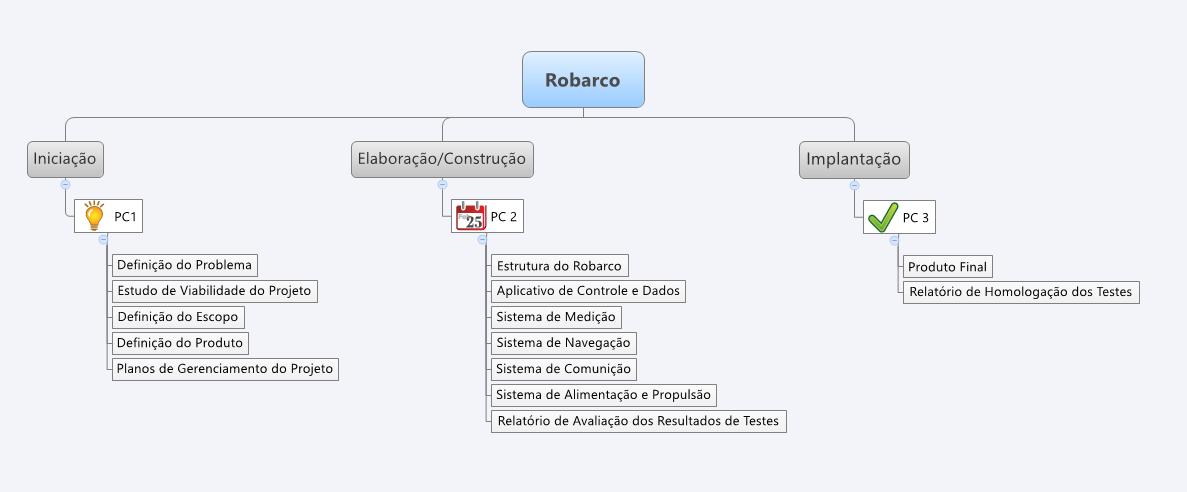 Robarco
Iniciação
Elaboração/Construção
Implantação
PC1
Feb
25
PC 2
PC 3
Definição do Problema
Estudo de Viabilidade do Projeto
Definição do Escopo
Definição do Produto
Planos de Gerenciamento do Projeto
Estrutura do Robarco
Aplicativo de Controle e Dados
Sistema de Medição
Sistema de Navegação
Sistema de Comunição
Sistema de Alimentação e Propulsão
Relatório de Avaliação dos Resultados de Testes
Produto Final
Relatório de Homologação dos Testes